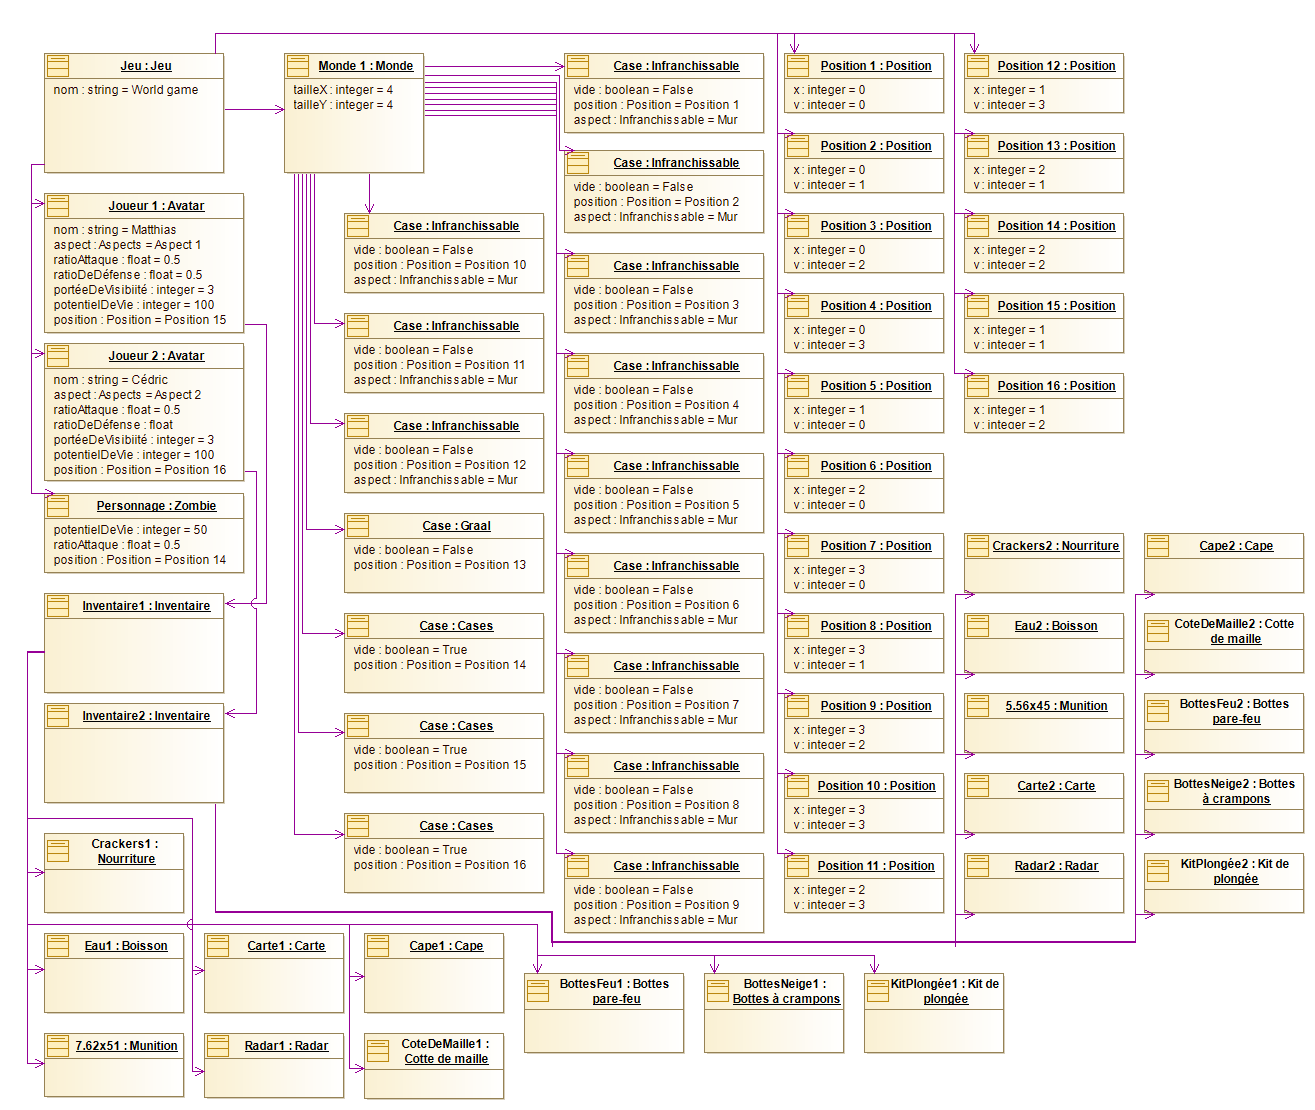 Jeu : Jeu
nom : string = World game
Joueur 1 : Avatar
nom : string = Matthias
aspect : Aspects = Aspect 1
ratioAttaque : float = 0.5
ratioDeDéfense : float = 0.5
portéeDeVisibiité : integer = 3
potentielDeVie : integer = 100
position : Position = Position 15
Joueur 2 : Avatar
nom : string = Cédric
aspect : Aspects = Aspect 2
ratioAttaque : float = 0.5
ratioDeDéfense : float
portéeDeVisibiité : integer = 3
potentielDeVie : integer = 100
position : Position = Position 16
Personnage : Zombie
potentielDeVie : integer = 50
ratioAttaque : float = 0.5
position : Position = Position 14
Inventaire1 : Inventaire
Inventaire2 : Inventaire
Monde 1 : Monde
tailleX : integer = 4
tailleY : integer = 4
Case : Infranchissable
vide : boolean = False
position : Position = Position 10
aspect : Infranchissable = Mur
Case : Infranchissable
vide : boolean = False
position : Position = Position 11
aspect : Infranchissable = Mur
Case : Infranchissable
vide : boolean = False
position : Position = Position 12
aspect : Infranchissable = Mur
Case : Graal
vide : boolean = False
position : Position = Position 13
Case : Cases
vide : boolean = True
position : Position = Position 14
Case : Cases
vide : boolean = True
position : Position = Position 15
Case : Cases
vide : boolean = True
position : Position = Position 16
Case : Infranchissable
vide : boolean = False
position : Position = Position 1
aspect : Infranchissable = Mur
Case : Infranchissable
vide : boolean = False
position : Position = Position 2
aspect : Infranchissable = Mur
Case : Infranchissable
vide : boolean = False
position : Position = Position 3
aspect : Infranchissable = Mur
Case : Infranchissable
vide : boolean = False
position : Position = Position 4
aspect : Infranchissable = Mur
Case : Infranchissable
vide : boolean = False
position : Position = Position 5
aspect : Infranchissable = Mur
Case : Infranchissable
vide : boolean = False
position : Position = Position 6
aspect : Infranchissable = Mur
Case : Infranchissable
vide : boolean = False
position : Position = Position 7
aspect : Infranchissable = Mur
Case : Infranchissable
vide : boolean = False
position : Position = Position 8
aspect : Infranchissable = Mur
Case : Infranchissable
vide : boolean = False
position : Position = Position 9
aspect : Infranchissable = Mur
Position 1 : Position
x : integer = 0
y : integer = 0
Position 2 : Position
x : integer = 0
y : integer = 1
Position 3 : Position
x : integer = 0
y : integer = 2
Position 4 : Position
x : integer = 0
y : integer = 3
Position 5 : Position
x : integer = 1
y : integer = 0
Position 6 : Position
x : integer = 2
y : integer = 0
Position 7 : Position
x : integer = 3
y : integer = 0
Position 8 : Position
x : integer = 3
y : integer = 1
Position 9 : Position
x : integer = 3
y : integer = 2
Position 10 : Position
x : integer = 3
y : integer = 3
Position 11 : Position
x : integer = 2
y : integer = 3
Position 12 : Position
x : integer = 1
y : integer = 3
Position 13 : Position
x : integer = 2
y : integer = 1
Position 14 : Position
x : integer = 2
y : integer = 2
Position 15 : Position
x : integer = 1
y : integer = 1
Position 16 : Position
x : integer = 1
y : integer = 2
Crackers2 : Nourriture
Eau2 : Boisson
5.56x45 : Munition
Carte2 : Carte
Radar2 : Radar
Cape2 : Cape
CoteDeMaille2 : Cotte
de maille
BottesFeu2 : Bottes
pare-feu
BottesNeige2 : Bottes
à crampons
KitPlongée2 : Kit de
plongée
Crackers1 :
Nourriture
Eau1 : Boisson
Carte1 : Carte
Cape1 : Cape
7.62x51 : Munition
Radar1 : Radar
CoteDeMaille1 :
Cotte de maille
BottesFeu1 : Bottes
pare-feu
BottesNeige1 :
Bottes à crampons
KitPlongée1 : Kit de
plongée